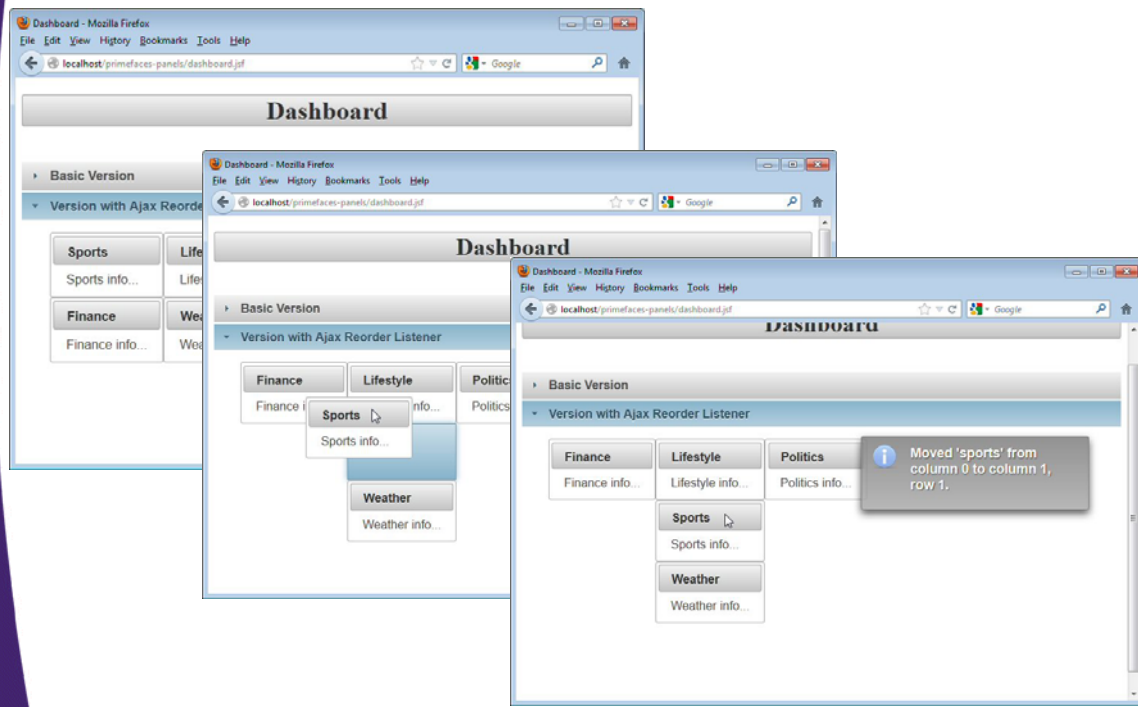 Dashboard - Mozilla Firefox
File Edit View History Bookmarks Tools Help
localhost/primefaces-panels/dashboard.jsf
Google
Dashboard
Basic Version
Version with Ajax Reorde
Sports
Life
Sports info...
Lifes
Finance
Wea
Finance info...
Wea
Dashboard - Mozilla Firefox
File Edit View History Bookmarks Tools Help
localhost/primefaces-panels/dashboard.jsf
Google
Dashboard
Basic Version
Version with Ajax Reorder Listener
Finance
Lifestyle
Politic
Finance i
nfo...
Politics
Sports
Sports info...
Weather
Weather info...
Dashboard - Mozilla Firefox
File Edit View History Bookmarks Tools Help
localhost/primefaces-panels/dashboard.jsf
Google
Dashboard
Basic Version
Version with Ajax Reorder Listener
Finance
Lifestyle
Politics
Finance info...
Lifestyle info...
Politics info...
Moved 'sports' from
column 0 to column 1,
row 1.
Sports
Sports info...
Weather
Weather info...